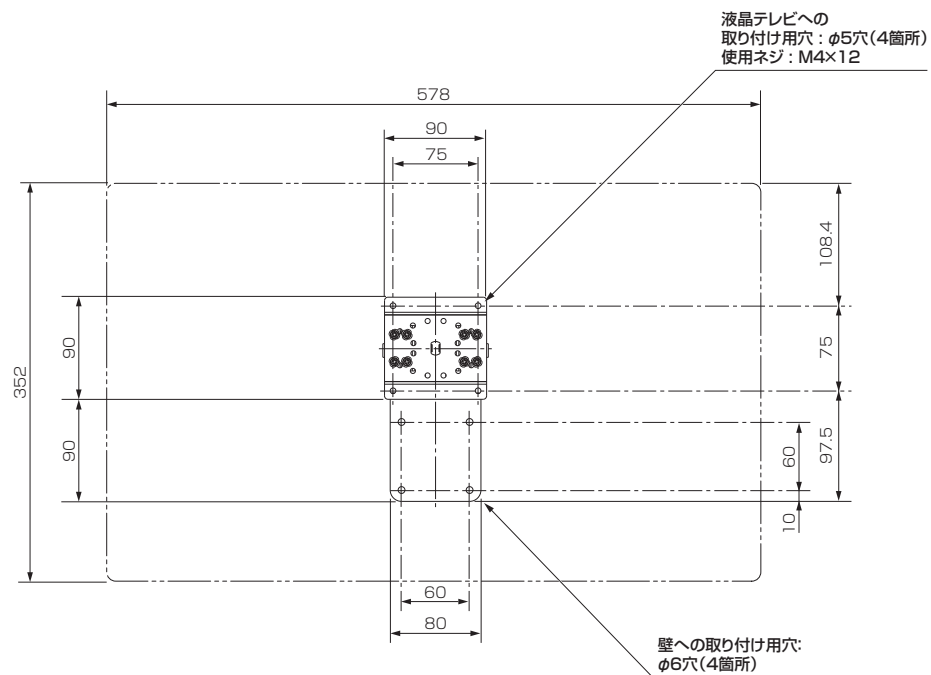 液晶テレビへの
取り付け用穴 : φ5穴(4箇所)
使用ネジ : M4×12
578
90
75
108.4
75
97.5
60
10
352
90
90
60
80
壁への取り付け用穴:
φ6穴(4箇所)